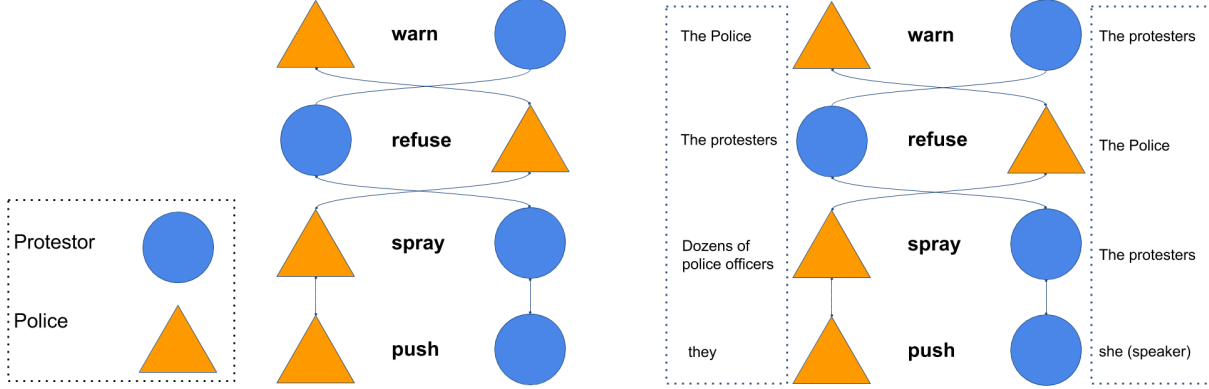 warn
refuse
spray
push
Protestor
Police
The Police
warn
The protesters
The protesters
refuse
The Police
Dozens of
police officers
spray
The protesters
they
push
she (speaker)